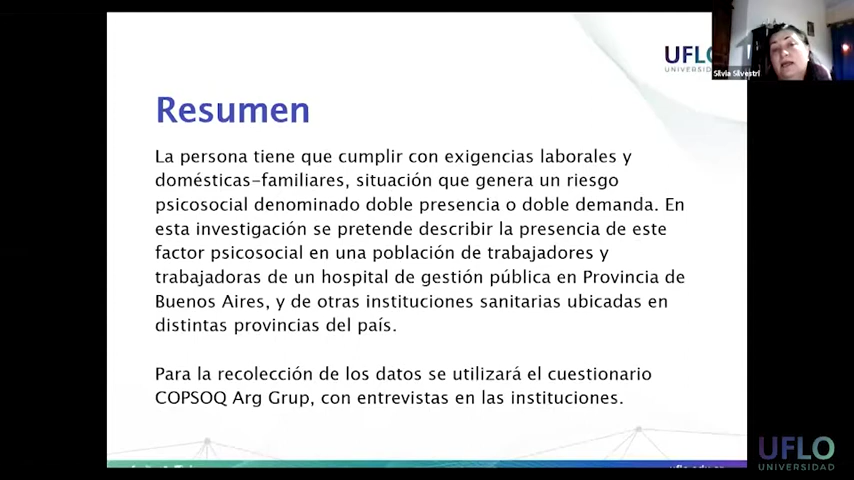 UFLO
UNIVERSID
Silvia Silvestri
Resumen
La persona tiene que cumplir con exigencias laborales y
domésticas-familiares, situación que genera un riesgo
psicosocial denominado doble presencia o doble demanda. En
esta investigación se pretende describir la presencia de este
factor psicosocial en una población de trabajadores y
trabajadoras de un hospital de gestión pública en Provincia de
Buenos Aires, y de otras instituciones sanitarias ubicadas en
distintas provincias del país.
Para la recolección de los datos se utilizará el cuestionario
COPSOQ Arg Grup, con entrevistas en las instituciones.
UFLO
UNIVERSIDAD